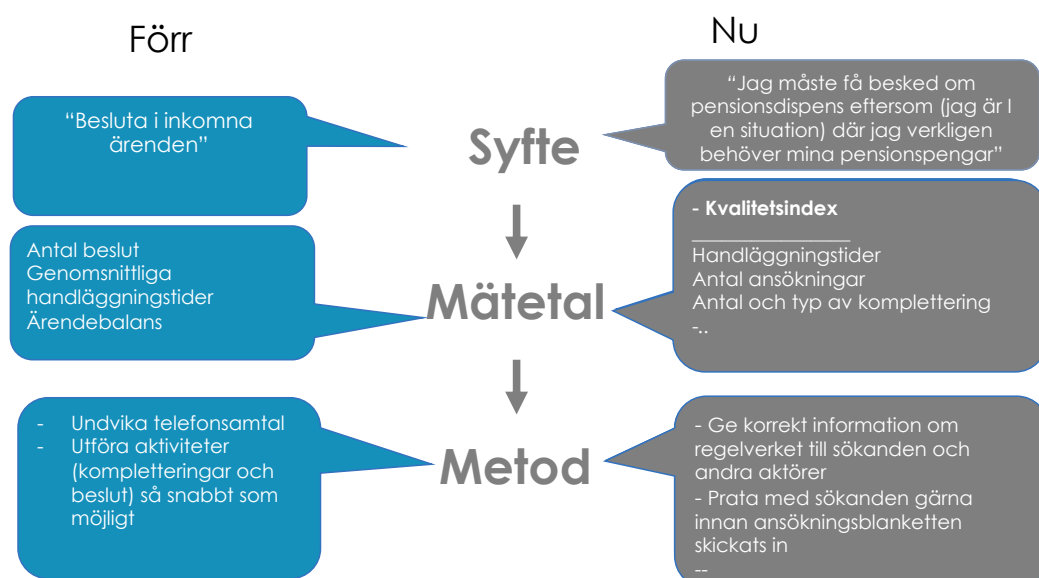 Förr
Nu
“Besluta i inkomna
ärenden”
Syfte
“Jag måste få besked om
pensionsdispens eftersom (jag är I
en situation) där jag verkligen
behöver mina pensionspengar”
Antal beslut
Genomsnittliga
handläggningstider
Ärendebalans
Mätetal
- Kvalitetsindex
________________
Handläggningstider
Antal ansökningar
Antal och typ av komplettering
-..
- Undvika telefonsamtal
- Utföra aktiviteter
(kompletteringar och
beslut) så snabbt som
möjligt
Metod
- Ge korrekt information om
regelverket till sökanden och
andra aktörer
- Prata med sökanden gärna
innan ansökningsblanketten
skickats in
--